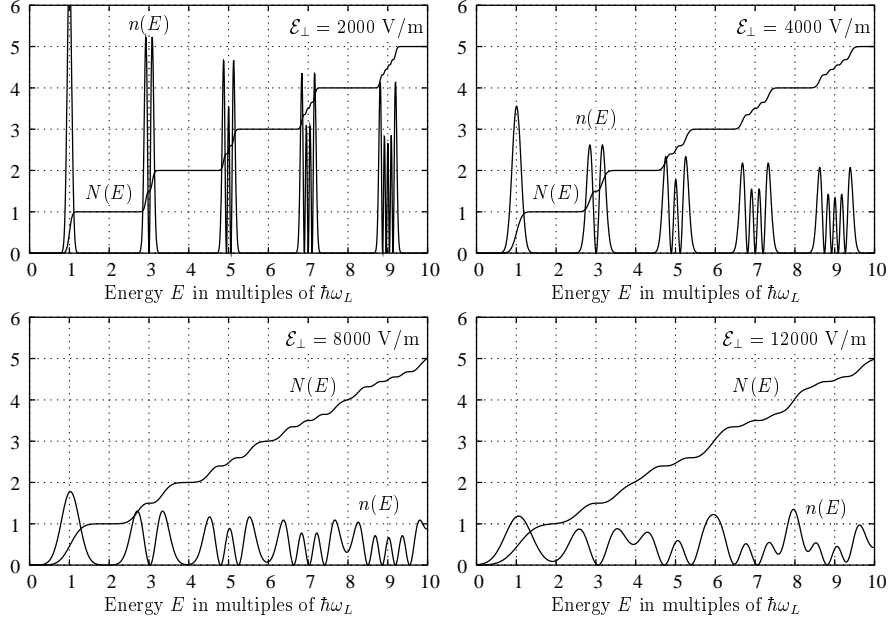 6
5
4
3
2
1
0
n(E)
ℰ⊥ = 2000 V/m
N(E)
0 1 2 3 4 5 6 7 8 9 10
Energy E in multiples of ℏω_L
6
5
4
3
2
1
0
ℰ⊥ = 4000 V/m
n(E)
N(E)
0 1 2 3 4 5 6 7 8 9 10
Energy E in multiples of ℏω_L
6
5
4
3
2
1
0
ℰ⊥ = 8000 V/m
N(E)
n(E)
0 1 2 3 4 5 6 7 8 9 10
Energy E in multiples of ℏω_L
6
5
4
3
2
1
0
ℰ⊥ = 12000 V/m
N(E)
n(E)
0 1 2 3 4 5 6 7 8 9 10
Energy E in multiples of ℏω_L